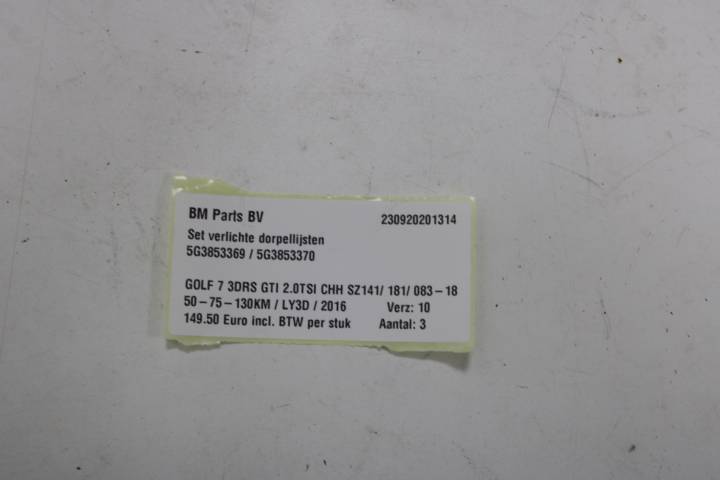 BM Parts BV 230920201314
Set verlichte dorpellijsten
5G3853369 / 5G3853370
GOLF 7 3DRS GTI 2.0TSI CHH SZ141/ 181/ 083-18
50-75-130KM / LY3D / 2016 Verz: 10
149.50 Euro incl. BTW per stuk Aantal: 3